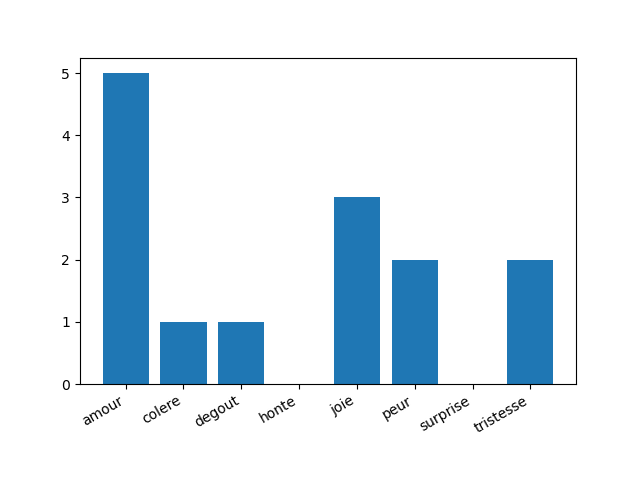 5
4
3
2
1
0
amour
colere
degout
honte
joie
peur
surprise
tristesse